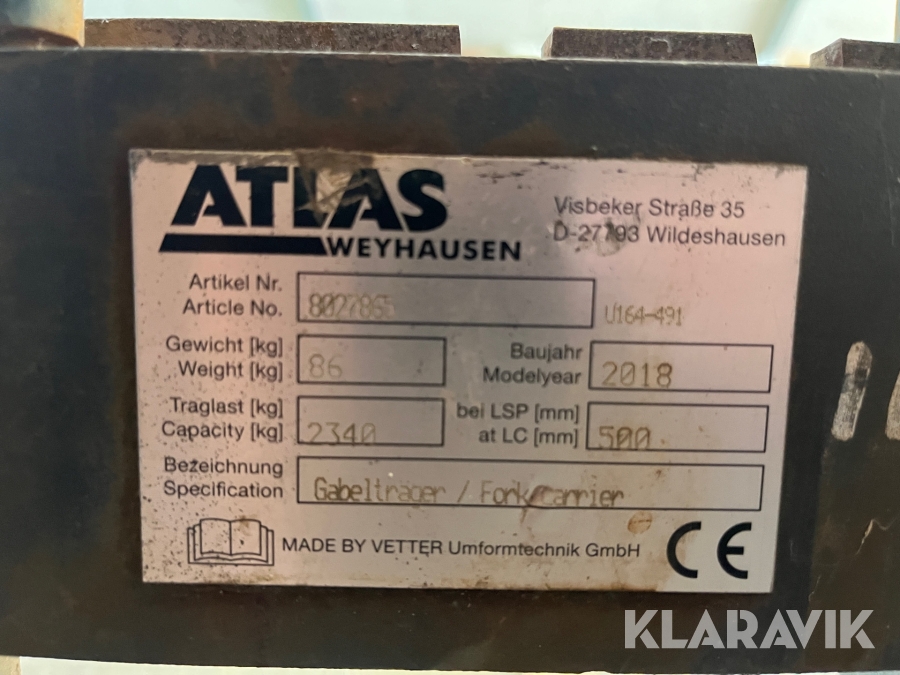 ATLAS
WEYHAUSEN
Visbeker Straße 35
D-27793 Wildeshausen
Artikel Nr.
Article No.
8027865
U164-491
Gewicht [kg]
Weight [kg]
86
Baujahr
Modelyear
2018
Traglast [kg]
Capacity [kg]
2340
bei LSP [mm]
at LC [mm]
500
Bezeichnung
Specification
Gabelträger / Fork carrier
MADE BY VETTER Umformtechnik GmbH
CE
KLARAVIK